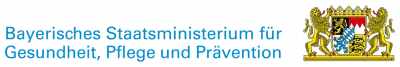 Bayerisches Staatsministerium für
Gesundheit, Pflege und Prävention